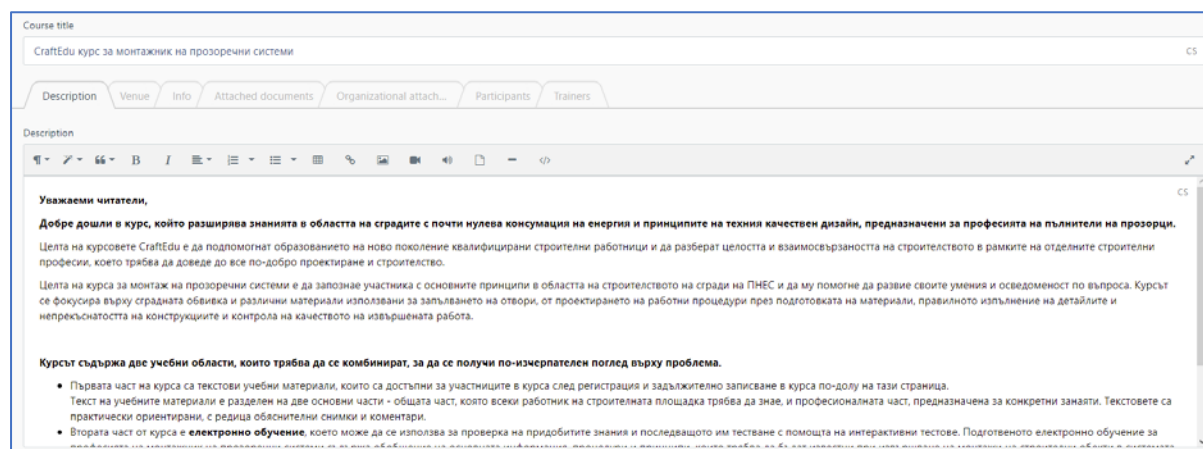 Course title
CraftEdu курс за монтажник на прозоречни системи CS
Description Venue Info Attached documents Organizational attach... Participants Trainers
Description
CS
Уважаеми читатели,
Добре дошли в курс, който разширява знанията в областта на сградите с почти нулева консумация на енергия и принципите на техния качествен дизайн, предназначени за професията на пълнители на прозорци.
Целта на курсовете CraftEdu е да подпомогнат образованието на ново поколение квалифицирани строителни работници и да разберат целостта и взаимосвързаността на строителството в рамките на отделните строителни
професии, което трябва да доведе до все по-добро проектиране и строителство.
Целта на курса за монтаж на прозоречни системи е да запознае участника с основните принципи в областта на строителството на сгради на ПНЕС и да му помогне да развие своите умения и осведоменост по въпроса. Курсът
се фокусира върху сградната обвивка и различни материали използвани за запълването на отвори, от проектирането на работни процедури през подготовката на материали, правилното изпълнение на детайлите и
непрекъснатостта на конструкциите и контрола на качеството на извършената работа.
Курсът съдържа две учебни области, които трябва да се комбинират, за да се получи по-изчерпателен поглед върху проблема.
• Първата част на курса са текстови учебни материали, които са достъпни за участниците в курса след регистрация и задължително записване в курса по-долу на тази страница.
Текст на учебните материали е разделен на две основни части - общата част, която всеки работник на строителната площадка трябва да знае, и професионалната част, предназначена за конкретни занаяти. Текстовете са
практически ориентирани, с редица обяснителни снимки и коментари.
• Втората част от курса е електронно обучение, което може да се използва за проверка на придобитите знания и последващото им тестване с помощта на интерактивни тестове. Подготвеното електронно обучение за